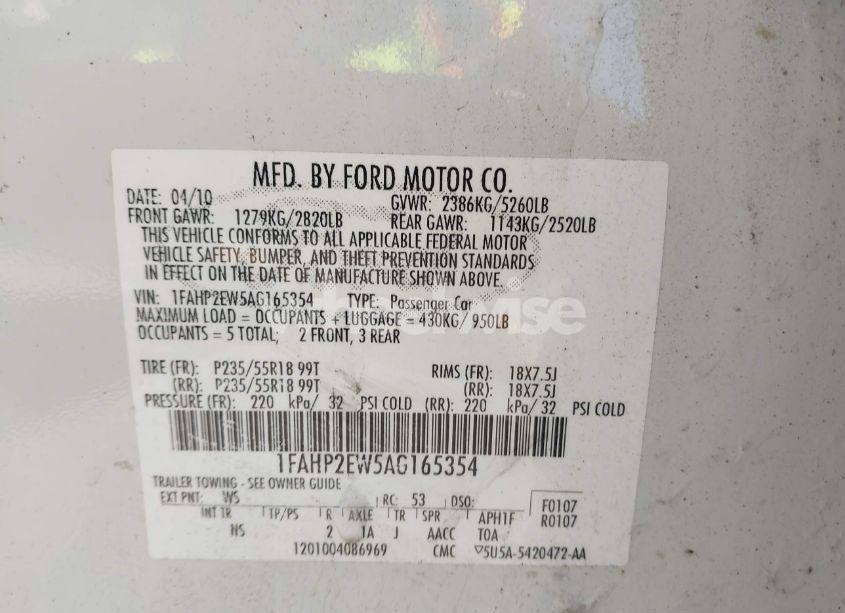 MFD. BY FORD MOTOR CO.
DATE: 04/10 GVWR: 2386KG/5260LB
FRONT GAWR: 1279KG/2820LB REAR GAWR: 1143KG/2520LB
THIS VEHICLE CONFORMS TO ALL APPLICABLE FEDERAL MOTOR
VEHICLE SAFETY, BUMPER, AND THEFT PREVENTION STANDARDS
IN EFFECT ON THE DATE OF MANUFACTURE SHOWN ABOVE.
VIN: 1FAHP2EW5AG165354 TYPE: Passenger Car
MAXIMUM LOAD = OCCUPANTS + LUGGAGE = 430KG/ 950LB
OCCUPANTS = 5 TOTAL; 2 FRONT, 3 REAR
TIRE (FR): P235/55R18 99T RIMS (FR): 18X7.5J
(RR): P235/55R18 99T (RR): 18X7.5J
PRESSURE (FR): 220 kPa/ 32 PSI COLD (RR): 220 kPa/ 32 PSI COLD
1FAHP2EW5AG165354
TRAILER TOWING - SEE OWNER GUIDE
EXT PNT: WS RC: 53 DSO: F0107
INT TR TP/PS R AXLE TR SPR APH1F R0107
NS 2 1A J AACC TOA
1201004086969 CMC ▽5U5A-5420472-AA